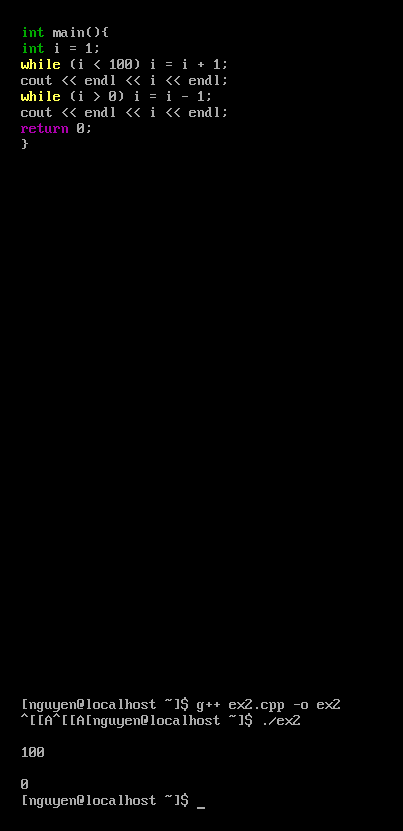 int main(){
int i = 1;
while (i < 100) i = i + 1;
cout << endl << i << endl;
while (i > 0) i = i - 1;
cout << endl << i << endl;
return 0;
}
[nguyen@localhost ~]$ g++ ex2.cpp -o ex2
^[[A^[[A[nguyen@localhost ~]$ ./ex2
100
0
[nguyen@localhost ~]$ _